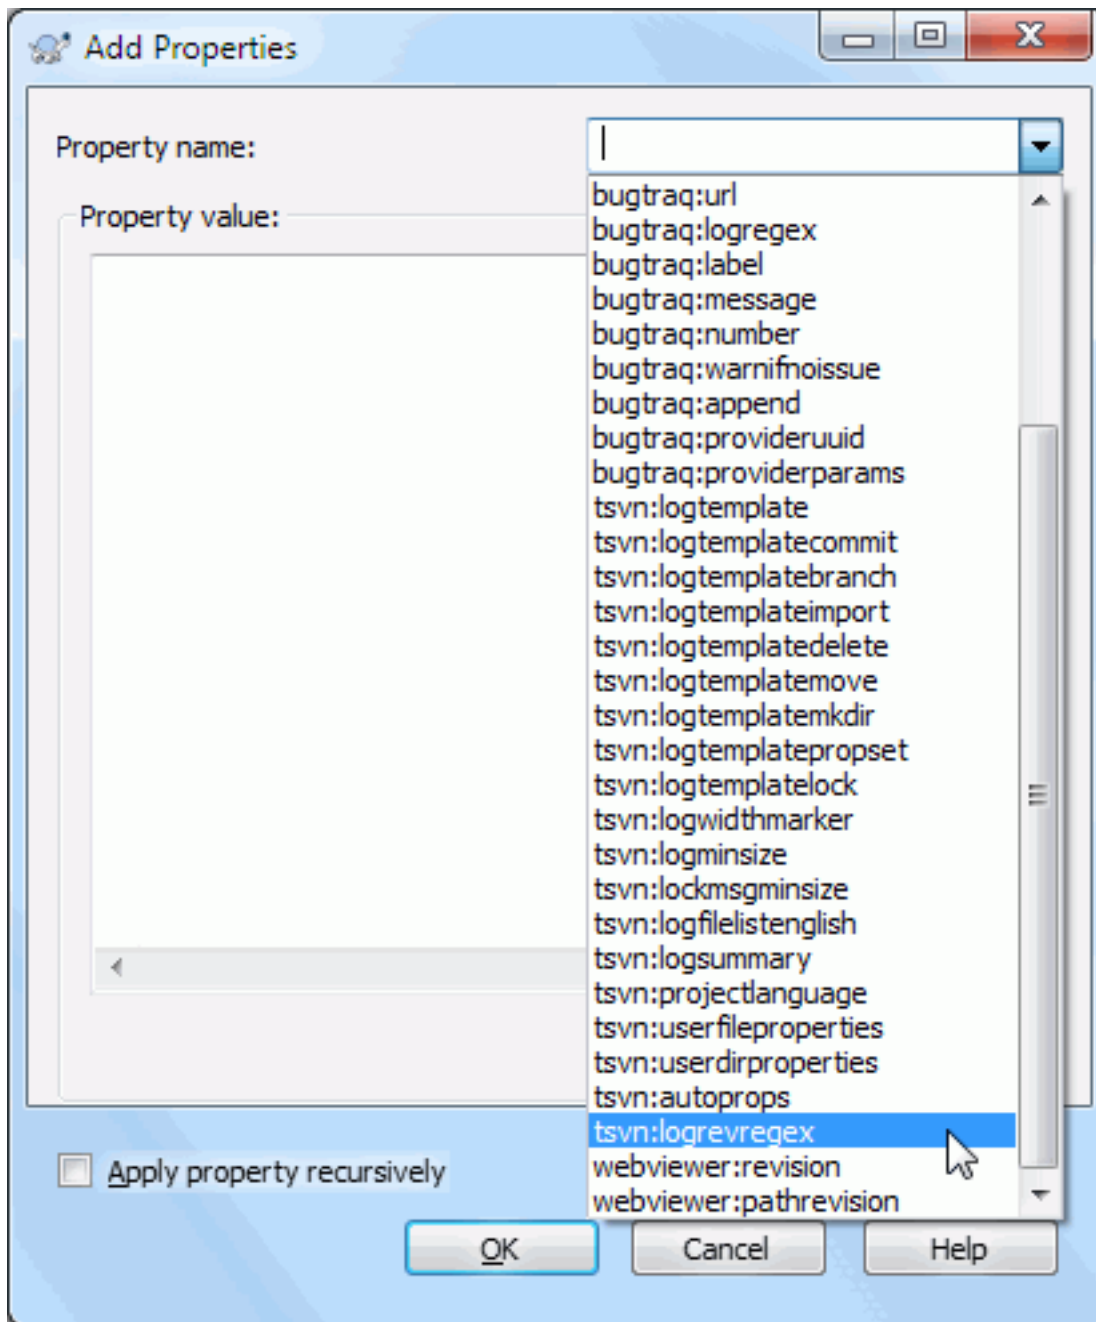 Add Properties
Property name:
Property value:
bugtraq:url
bugtraq:logregex
bugtraq:label
bugtraq:message
bugtraq:number
bugtraq:warnifnoissue
bugtraq:append
bugtraq:provideruuid
bugtraq:providerparams
tsvn:logtemplate
tsvn:logtemplatecommit
tsvn:logtemplatebranch
tsvn:logtemplateimport
tsvn:logtemplatedelete
tsvn:logtemplatemove
tsvn:logtemplatemkdir
tsvn:logtemplatepropset
tsvn:logtemplatelock
tsvn:logwidthmarker
tsvn:logminsize
tsvn:lockmsgminsize
tsvn:logfilelistenglish
tsvn:logsummary
tsvn:projectlanguage
tsvn:userfileproperties
tsvn:userdirproperties
tsvn:autoprops
tsvn:logrevregex
webviewer:revision
webviewer:pathrevision
Apply property recursively
OK
Cancel
Help